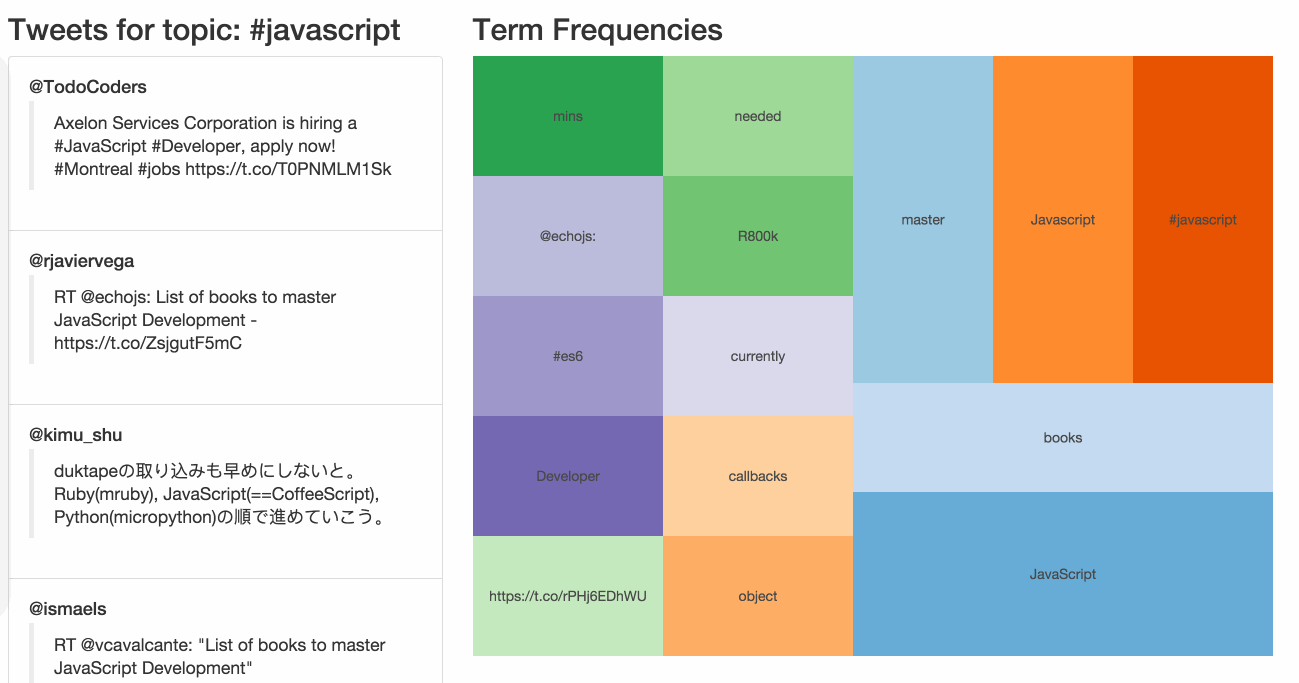 Tweets for topic: #javascript
@TodoCoders
Axelon Services Corporation is hiring a
#JavaScript #Developer, apply now!
#Montreal #jobs https://t.co/T0PNMLM1Sk
@rjaviervega
RT @echojs: List of books to master
JavaScript Development -
https://t.co/ZsjgutF5mC
@kimu_shu
duktapeの取り込みも早めにしないと。
Ruby(mruby), JavaScript(==CoffeeScript),
Python(micropython)の順で進めていこう。
@ismaels
RT @vcavalcante: "List of books to master
JavaScript Development"
Term Frequencies
mins
needed
@echojs:
R800k
#es6
currently
Developer
callbacks
https://t.co/rPHj6EDhWU
object
master
Javascript
#javascript
books
JavaScript